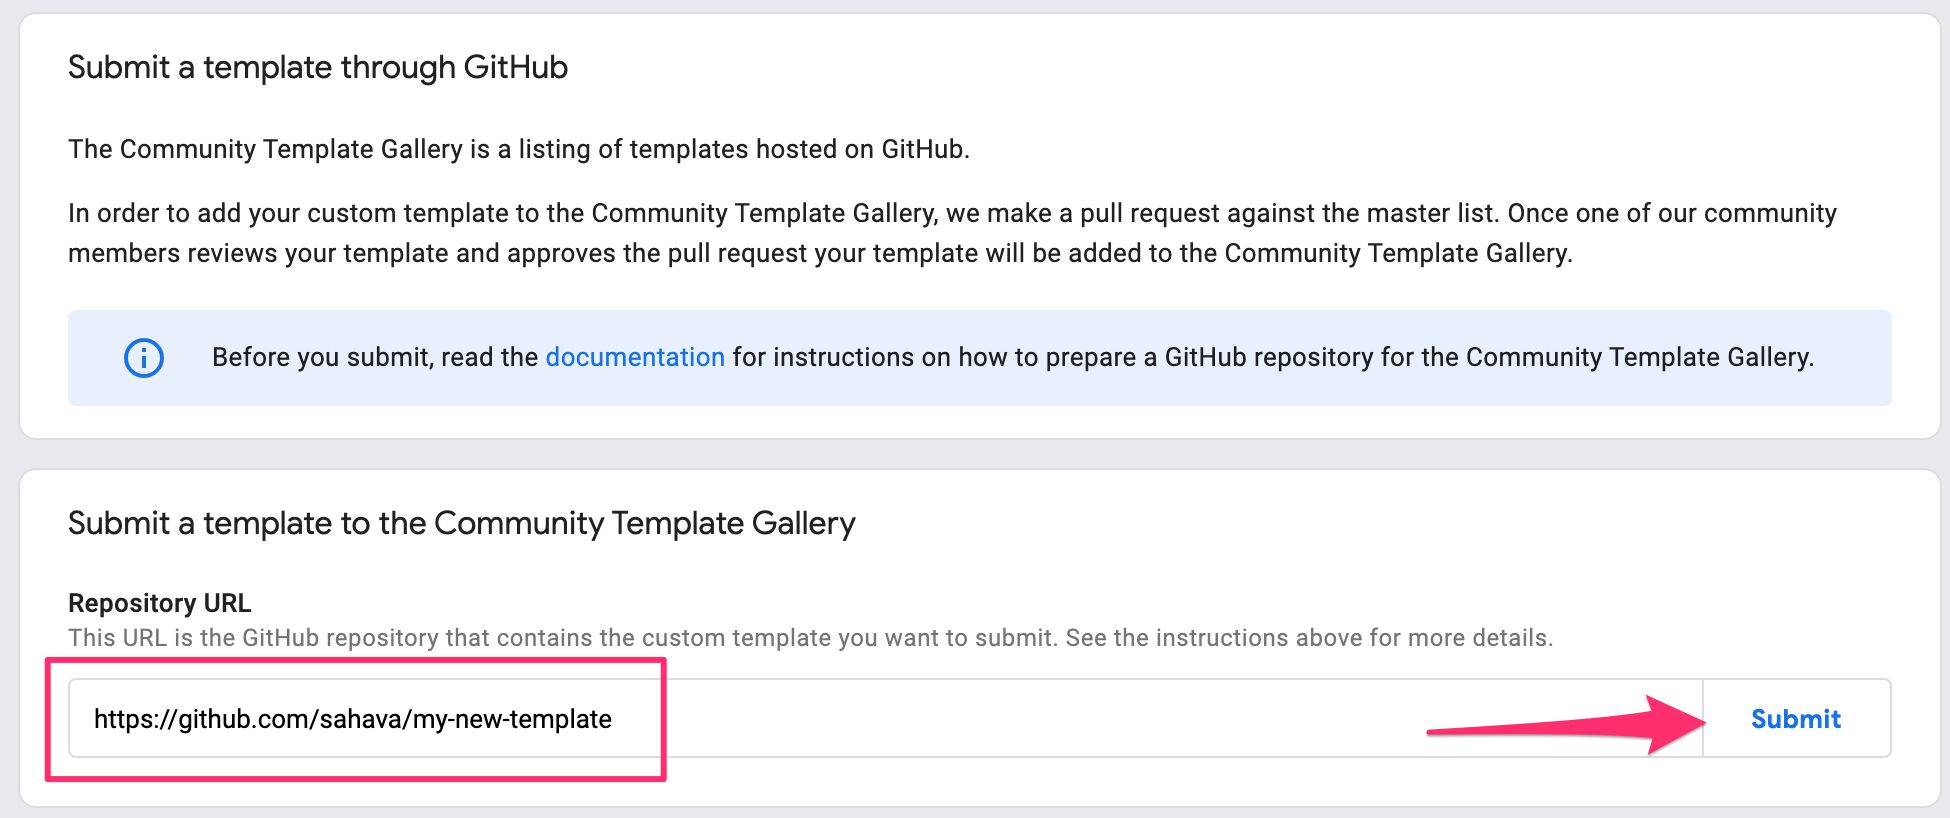 Submit a template through GitHub
The Community Template Gallery is a listing of templates hosted on GitHub.
In order to add your custom template to the Community Template Gallery, we make a pull request against the master list. Once one of our community
members reviews your template and approves the pull request your template will be added to the Community Template Gallery.
Before you submit, read the documentation for instructions on how to prepare a GitHub repository for the Community Template Gallery.
Submit a template to the Community Template Gallery
Repository URL
This URL is the GitHub repository that contains the custom template you want to submit. See the instructions above for more details.
https://github.com/sahava/my-new-template
Submit